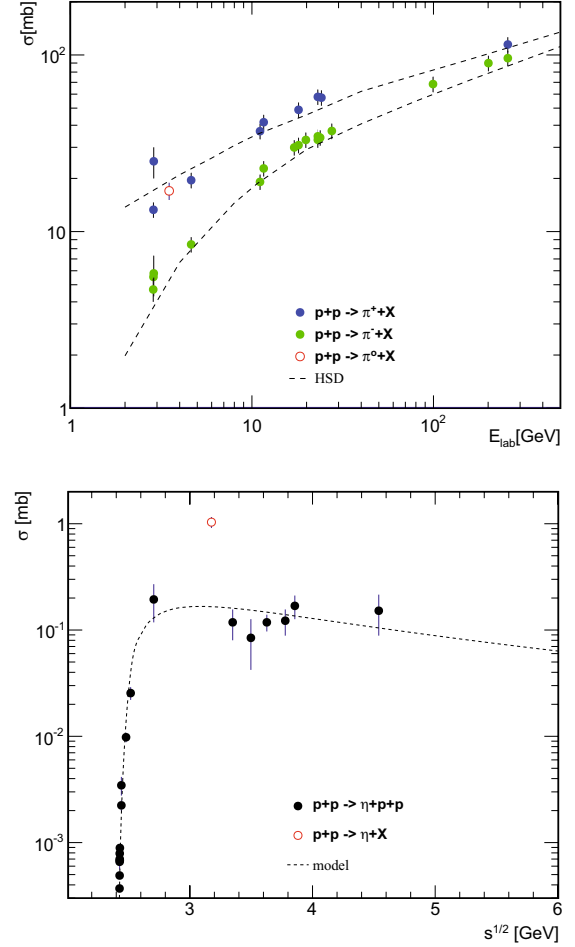 σ[mb]
10²
10
1
p+p -> π⁺+X
p+p -> π⁻+X
p+p -> π⁰+X
HSD
1 10 10²
E_lab[GeV]
σ [mb]
1
10⁻¹
10⁻²
10⁻³
p+p -> η+p+p
p+p -> η+X
model
3 4 5 6
s^1/2 [GeV]